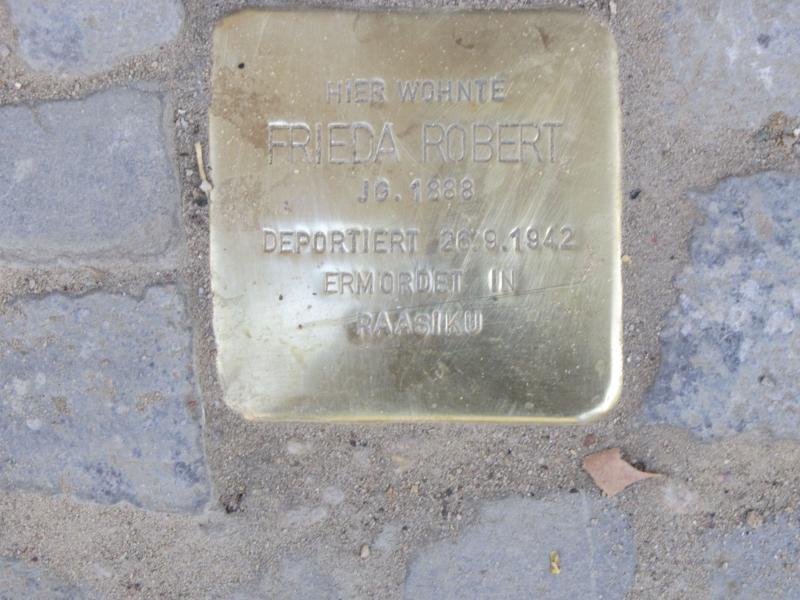 HIER WOHNTE
FRIEDA ROBERT
JG. 1888
DEPORTIERT 26.9.1942
ERMORDET IN
RAASIKU